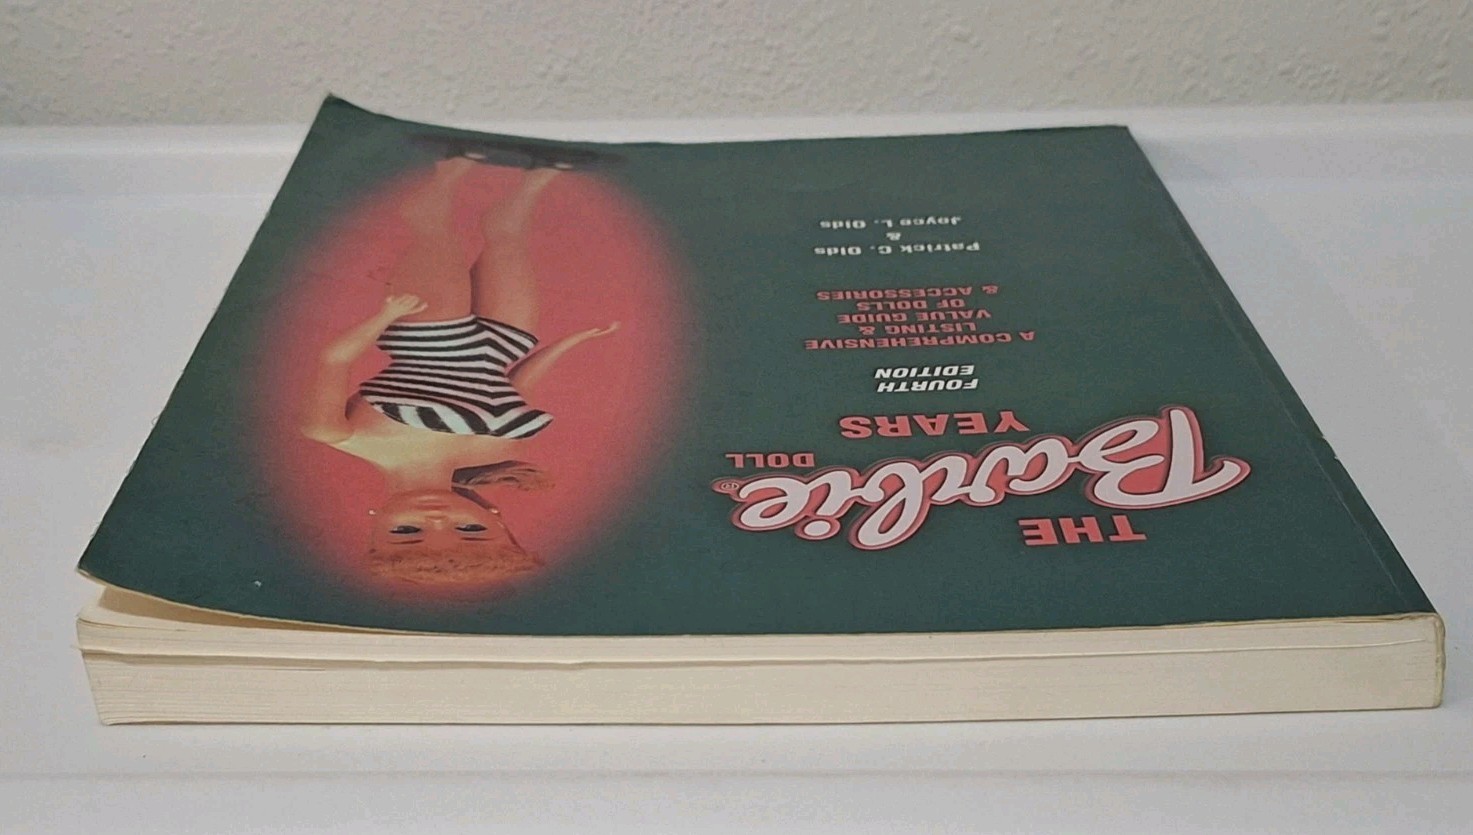 THE
Barbie®
DOLL
YEARS
FOURTH
EDITION
A COMPREHENSIVE
LISTING &
VALUE GUIDE
OF DOLLS
& ACCESSORIES
Patrick C. Olds
&
Joyce L. Olds